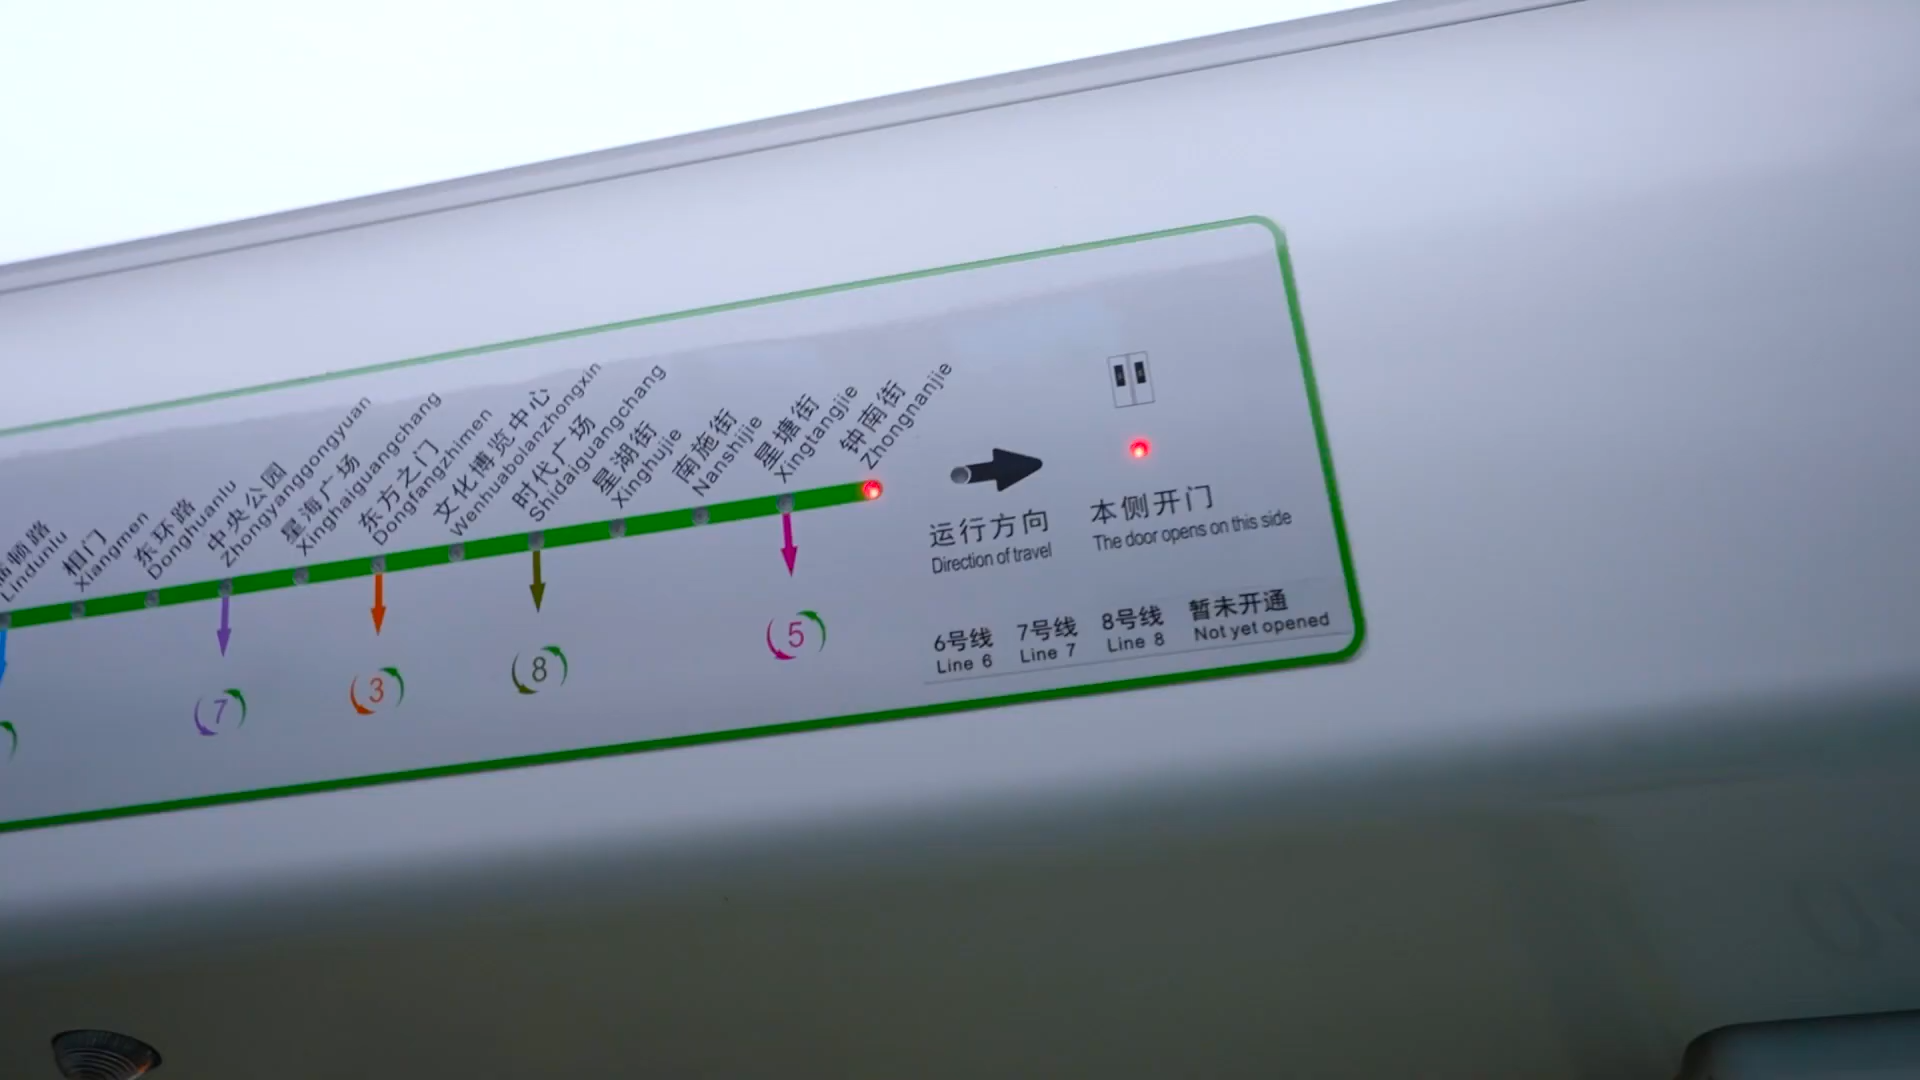 Lindunlu
相门
Xiangmen
东环路
Donghuanlu
中央公园
Zhongyanggongyuan
星海广场
Xinghaiguangchang
东方之门
Dongfangzhimen
文化博览中心
Wenhuabolanzhongxin
时代广场
Shidaiguangchang
星湖街
Xinghujie
南施街
Nanshijie
星塘街
Xingtangjie
钟南街
Zhongnanjie
7
3
8
5
运行方向
Direction of travel
本侧开门
The door opens on this side
6号线 7号线 8号线 暂未开通
Line 6 Line 7 Line 8 Not yet opened